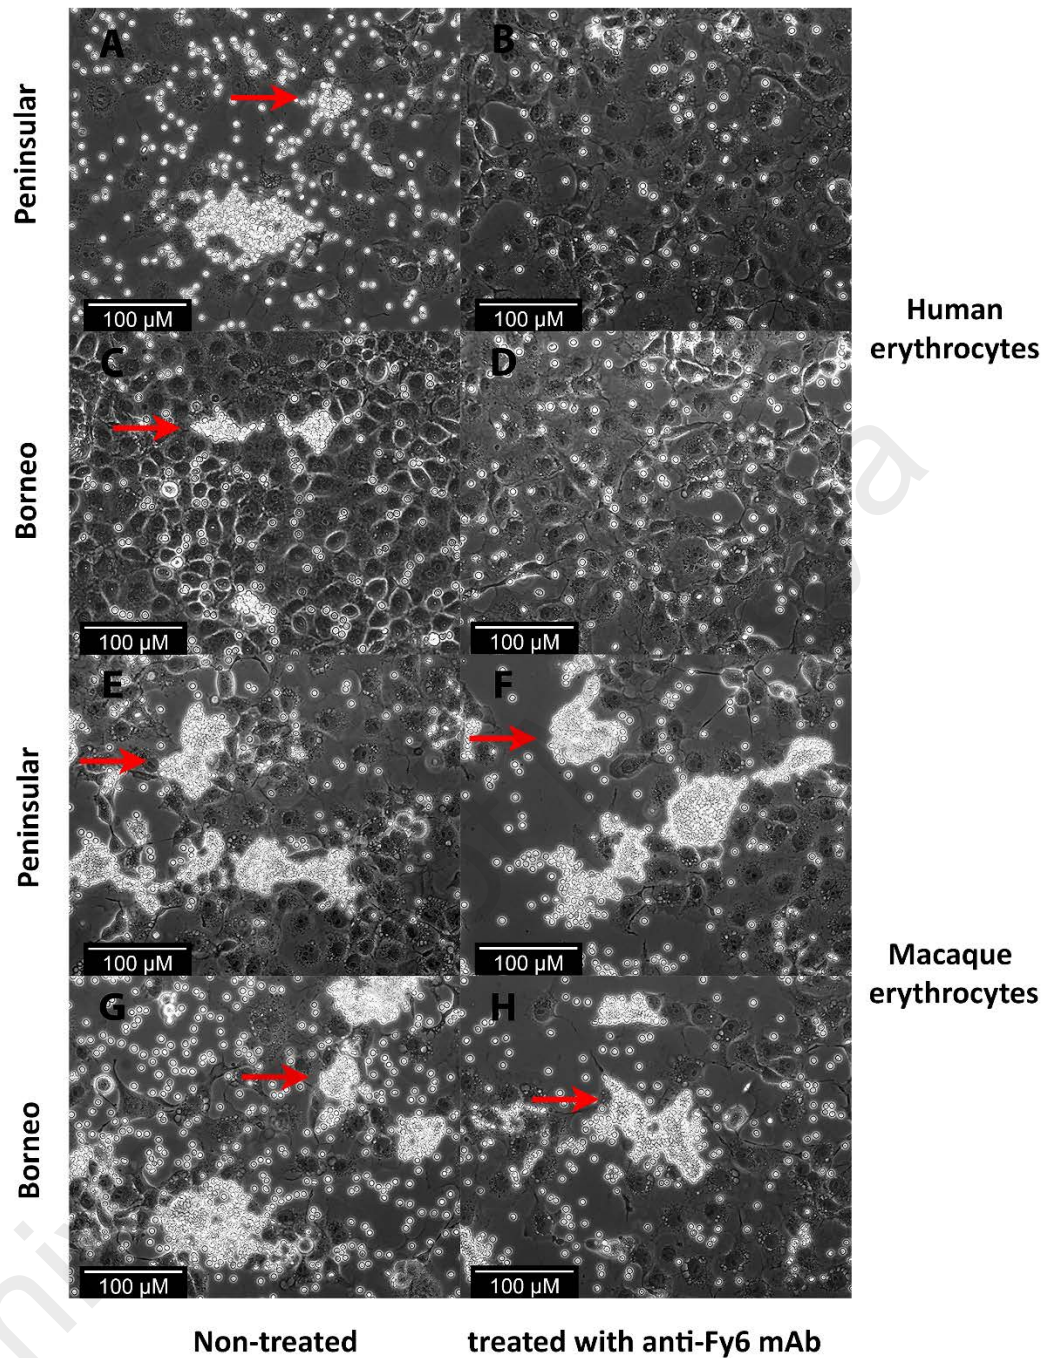 Peninsular
A
B
100 µM
100 µM
Human
erythrocytes
Borneo
C
D
100 µM
100 µM
Peninsular
E
F
100 µM
100 µM
Macaque
erythrocytes
Borneo
G
H
100 µM
100 µM
Non-treated
treated with anti-Fy6 mAb